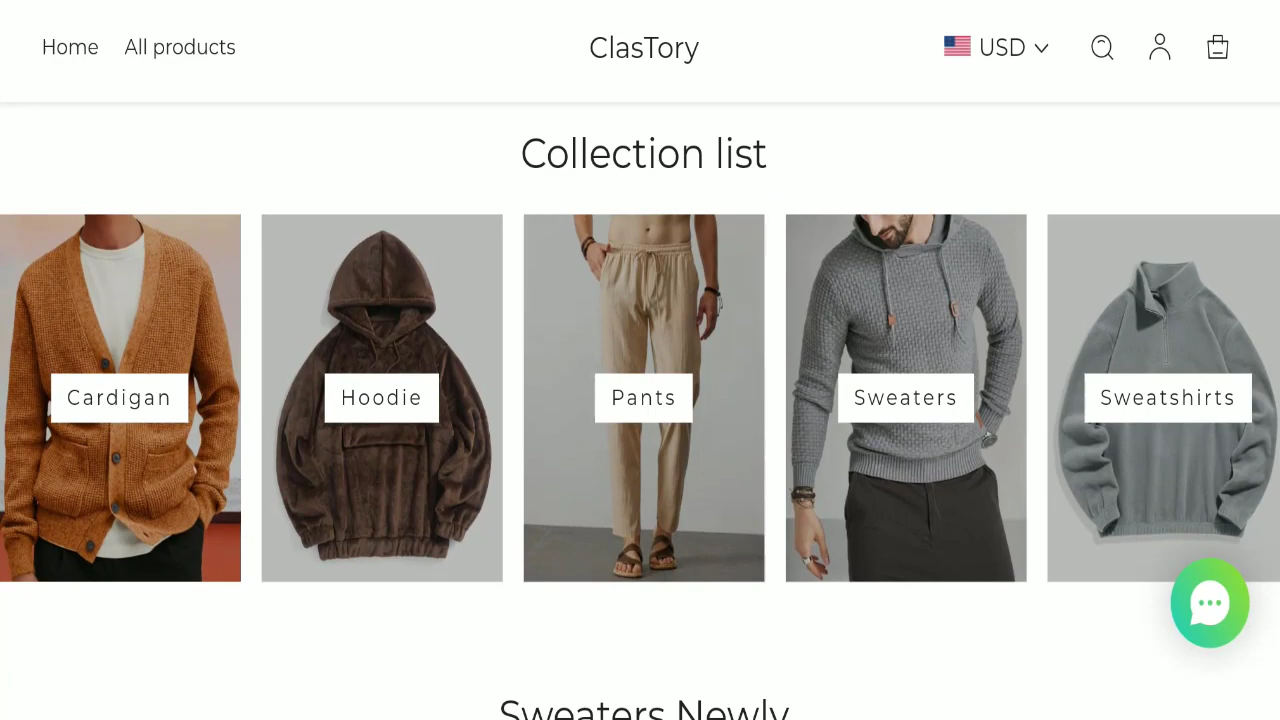 Home All products ClasTory USD
Collection list
Cardigan Hoodie Pants Sweaters Sweatshirts
Sweaters Newly